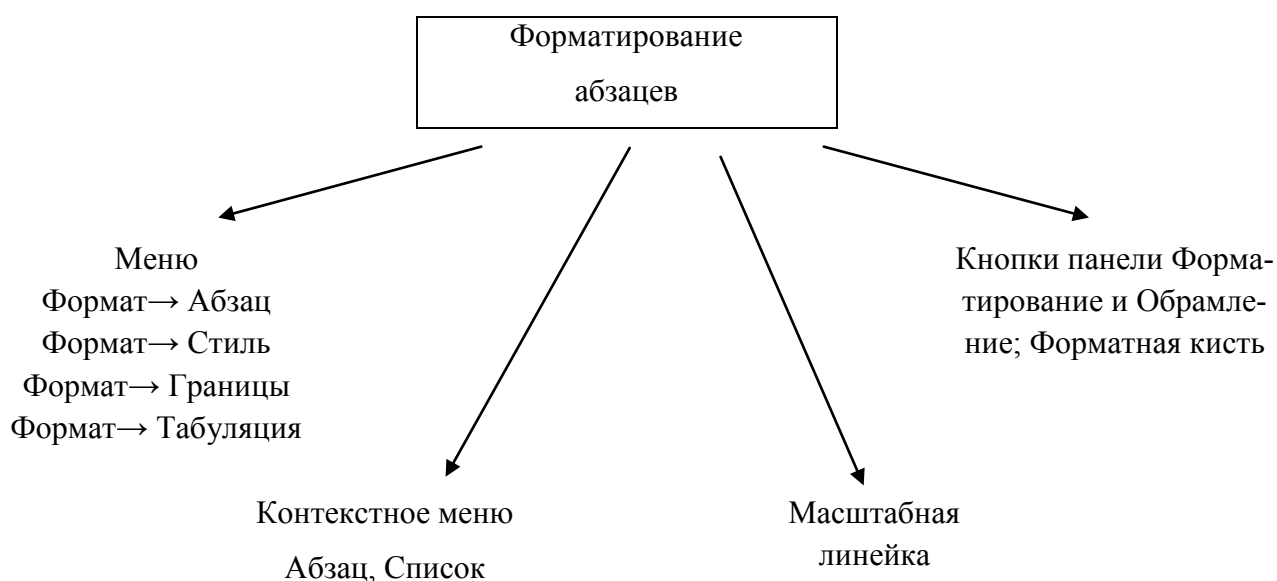 Форматирование
абзацев
Меню
Формат→ Абзац
Формат→ Стиль
Формат→ Границы
Формат→ Табуляция
Кнопки панели Форма-
тирование и Обрамле-
ние; Форматная кисть
Контекстное меню
Абзац, Список
Масштабная
линейка